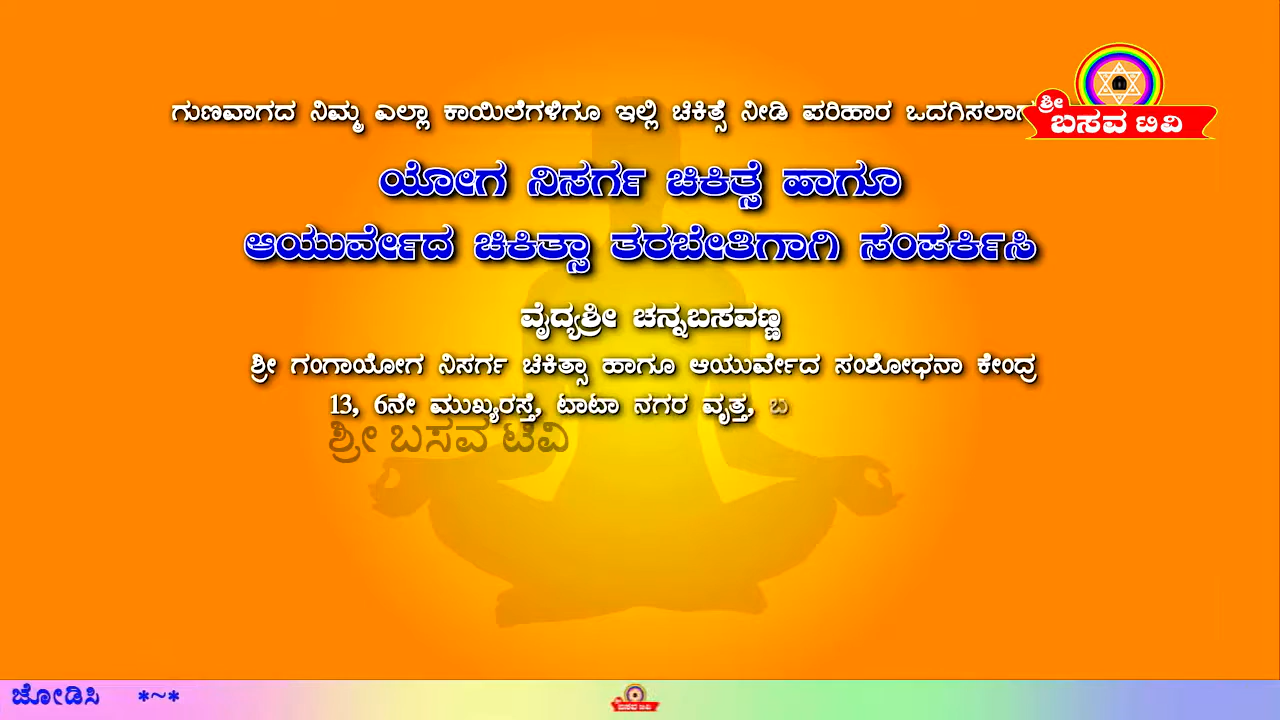 ಗುಣವಾಗದ ನಿಮ್ಮ ಎಲ್ಲಾ ಕಾಯಿಲೆಗಳಿಗೂ ಇಲ್ಲಿ ಚಿಕಿತ್ಸೆ ನೀಡಿ ಪರಿಹಾರ ಒದಗಿಸಲಾಗು
ಶ್ರೀ
ಬಸವ ಟಿವಿ
ಯೋಗ ನಿಸರ್ಗ ಚಿಕಿತ್ಸೆ ಹಾಗೂ
ಆಯುರ್ವೇದ ಚಿಕಿತ್ಸಾ ತರಬೇತಿಗಾಗಿ ಸಂಪರ್ಕಿಸಿ
ವೈದ್ಯಶ್ರೀ ಚನ್ನಬಸವಣ್ಣ
ಶ್ರೀ ಗಂಗಾಯೋಗ ನಿಸರ್ಗ ಚಿಕಿತ್ಸಾ ಹಾಗೂ ಆಯುರ್ವೇದ ಸಂಶೋಧನಾ ಕೇಂದ್ರ
13, 6ನೇ ಮುಖ್ಯರಸ್ತೆ, ಟಾಟಾ ನಗರ ವೃತ್ತ, ಬ
ಶ್ರೀ ಬಸವ ಟಿವಿ
ಜೋಡಿಸಿ *~*
ಬಸವ ಟಿವಿ